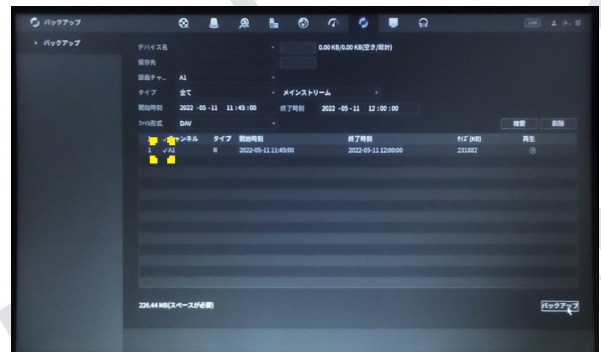 バックアップ
LIVE
バックアップ
デバイス名
0.00 KB/0.00 KB(空き/総計)
保存先
録画チャ... A1
タイプ 全て メインストリーム
開始時刻 2022 -05 -11 11 :45 :00 終了時刻 2022 -05 -11 12 :00 :00
ファイル形式 DAV
検索 削除
チャンネル タイプ 開始時刻 終了時刻 サイズ (KB) 再生
1 A1 R 2022-05-11 11:45:00 2022-05-11 12:00:00 231882
226.44 MB(スペースが必要)
バックアップ